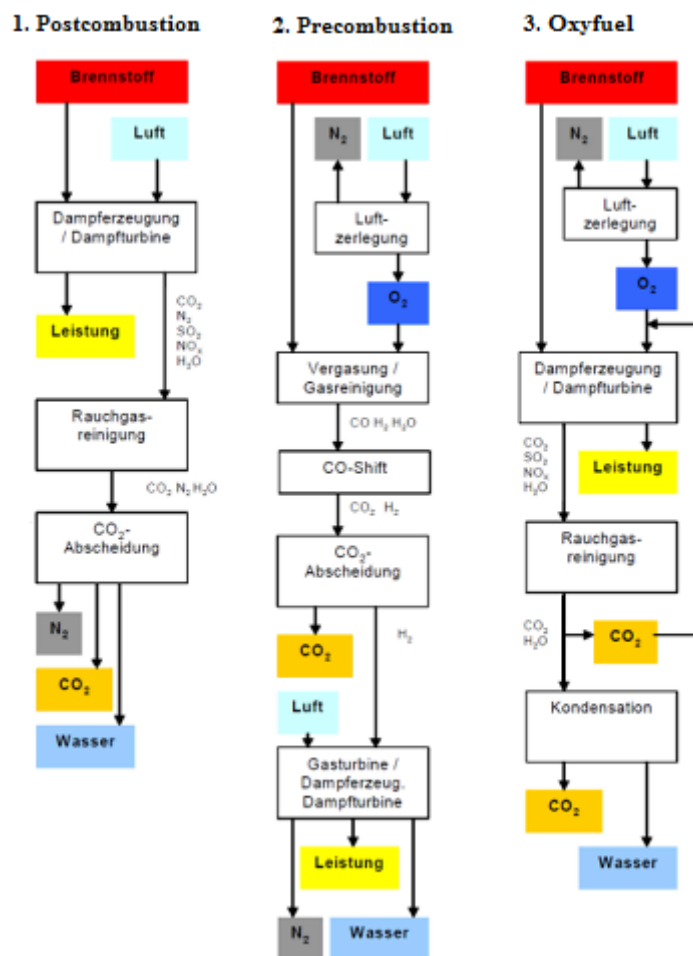 1. Postcombustion
Brennstoff
Luft
Dampferzeugung
/ Dampfturbine
Leistung
CO₂
N₂
SO₂
NOₓ
H₂O
Rauchgas-
reinigung
CO₂ N₂ H₂O
CO₂-
Abscheidung
N₂
CO₂
Wasser
2. Precombustion
Brennstoff
N₂
Luft
Luft-
zerlegung
O₂
Vergasung /
Gasreinigung
CO H₂ H₂O
CO-Shift
CO₂ H₂
CO₂-
Abscheidung
CO₂
H₂
Luft
Gasturbine /
Dampferzeug.
Dampfturbine
Leistung
N₂
Wasser
3. Oxyfuel
Brennstoff
N₂
Luft
Luft-
zerlegung
O₂
Dampferzeugung
/ Dampfturbine
CO₂
SO₂
NOₓ
H₂O
Leistung
Rauchgas-
reinigung
CO₂
H₂O
CO₂
Kondensation
CO₂
Wasser